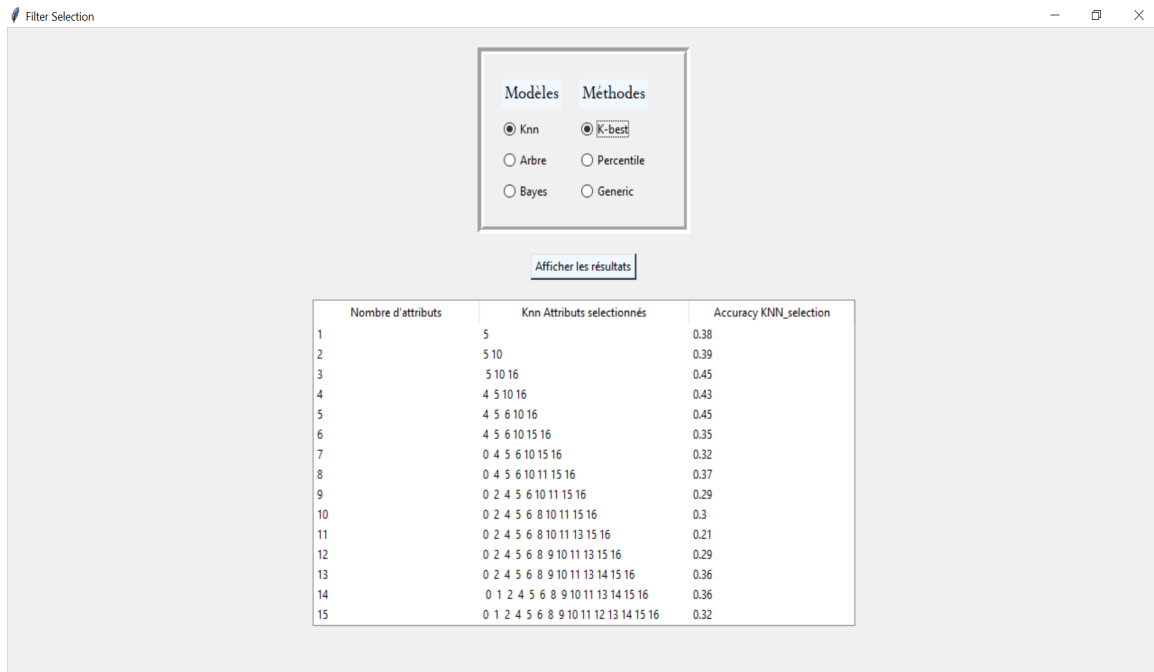 Filter Selection
Modèles Méthodes
Knn K-best
Arbre Percentile
Bayes Generic
Afficher les résultats
Nombre d'attributs Knn Attributs selectionnés Accuracy KNN_selection
1 5 0.38
2 5 10 0.39
3 5 10 16 0.45
4 4 5 10 16 0.43
5 4 5 6 10 16 0.45
6 4 5 6 10 15 16 0.35
7 0 4 5 6 10 15 16 0.32
8 0 4 5 6 10 11 15 16 0.37
9 0 2 4 5 6 10 11 15 16 0.29
10 0 2 4 5 6 8 10 11 15 16 0.3
11 0 2 4 5 6 8 10 11 13 15 16 0.21
12 0 2 4 5 6 8 9 10 11 13 15 16 0.29
13 0 2 4 5 6 8 9 10 11 13 14 15 16 0.36
14 0 1 2 4 5 6 8 9 10 11 13 14 15 16 0.36
15 0 1 2 4 5 6 8 9 10 11 12 13 14 15 16 0.32